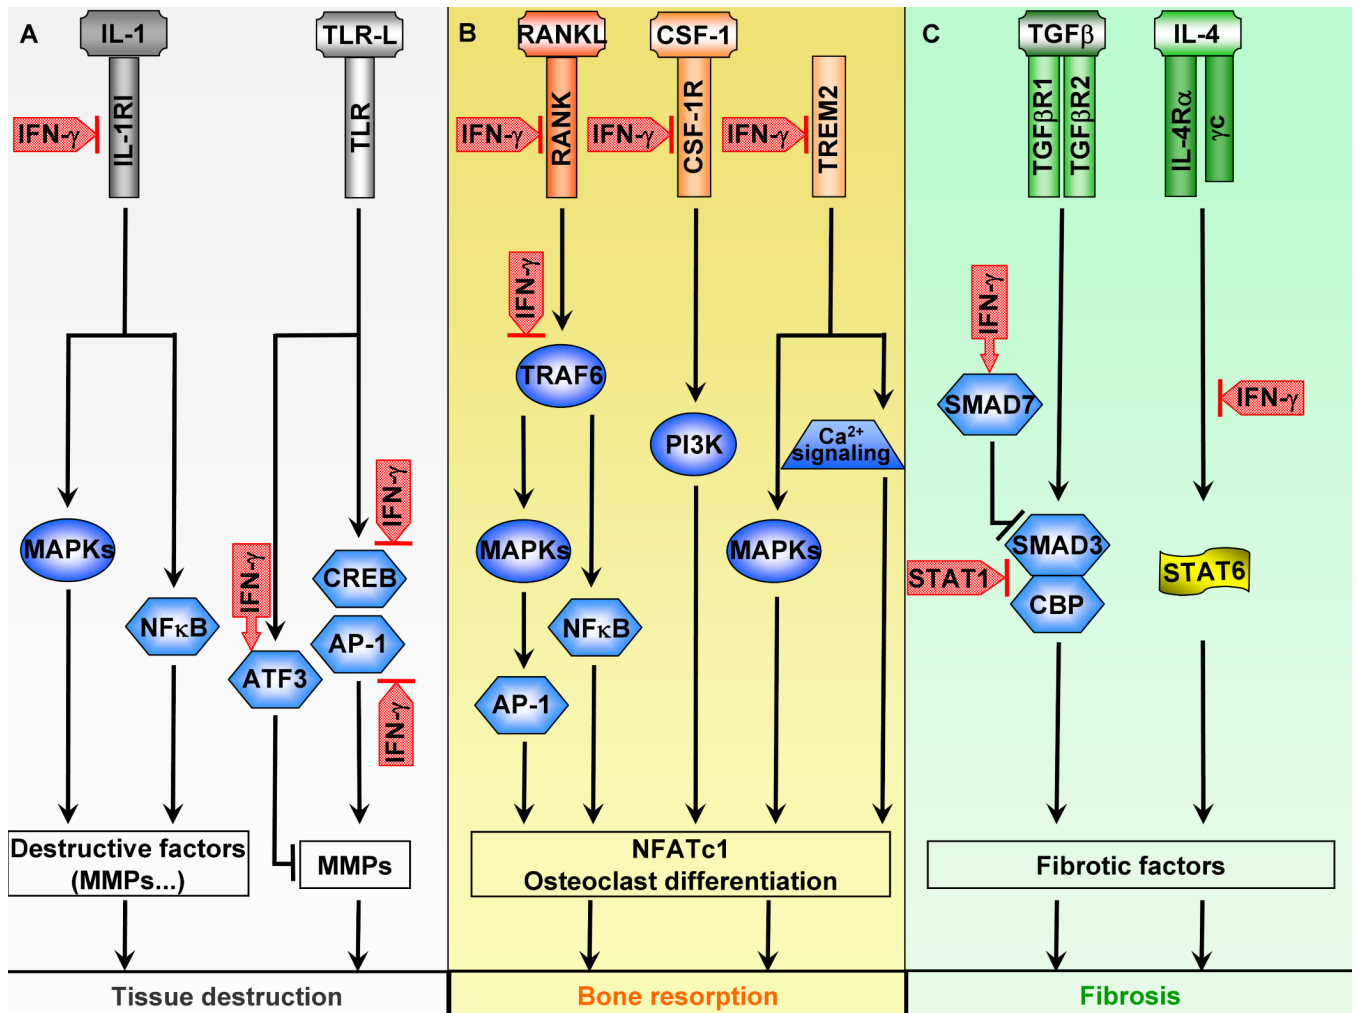 A
IL-1
TLR-L
IL-1RI
TLR
IFN-γ
MAPKs
NFκB
IFN-γ
ATF3
IFN-γ
CREB
AP-1
IFN-γ
Destructive factors
(MMPs...)
MMPs
Tissue destruction
B
RANKL
CSF-1
RANK
CSF-1R
TREM2
IFN-γ
IFN-γ
IFN-γ
IFN-γ
TRAF6
PI3K
Ca2+
signaling
MAPKs
MAPKs
NFκB
AP-1
NFATc1
Osteoclast differentiation
Bone resorption
C
TGFβ
IL-4
TGFβR1
TGFβR2
IL-4Rα
γc
IFN-γ
SMAD7
IFN-γ
SMAD3
STAT1
CBP
STAT6
Fibrotic factors
Fibrosis